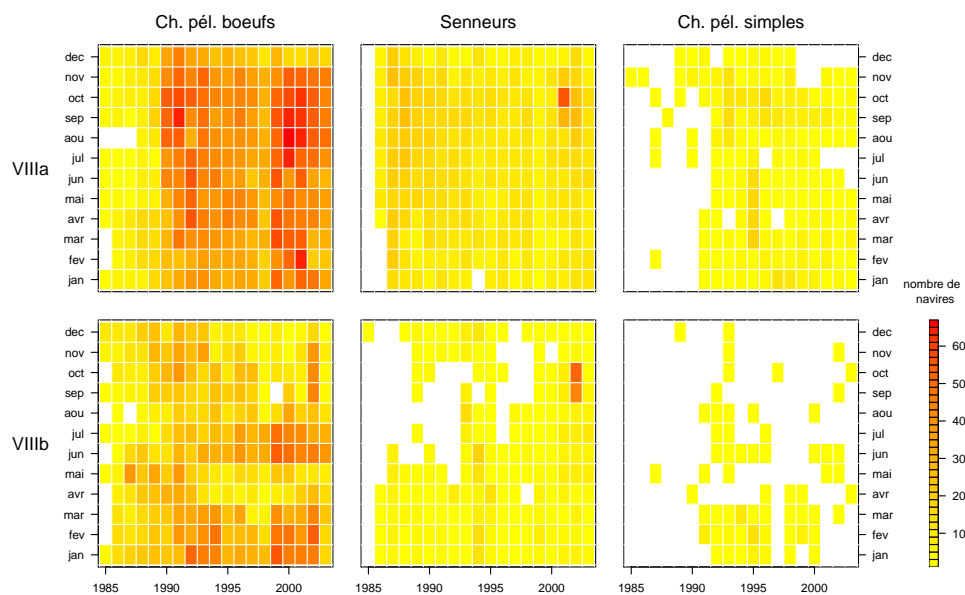 Ch. pél. boeufs Senneurs Ch. pél. simples
VIIIa
dec dec
nov nov
oct oct
sep sep
aou aou
jul jul
jun jun
mai mai
avr avr
mar mar
fev fev
jan jan
nombre de
navires
60
50
40
30
20
10
VIIIb
dec dec
nov nov
oct oct
sep sep
aou aou
jul jul
jun jun
mai mai
avr avr
mar mar
fev fev
jan jan
1985 1990 1995 2000 1985 1990 1995 2000 1985 1990 1995 2000